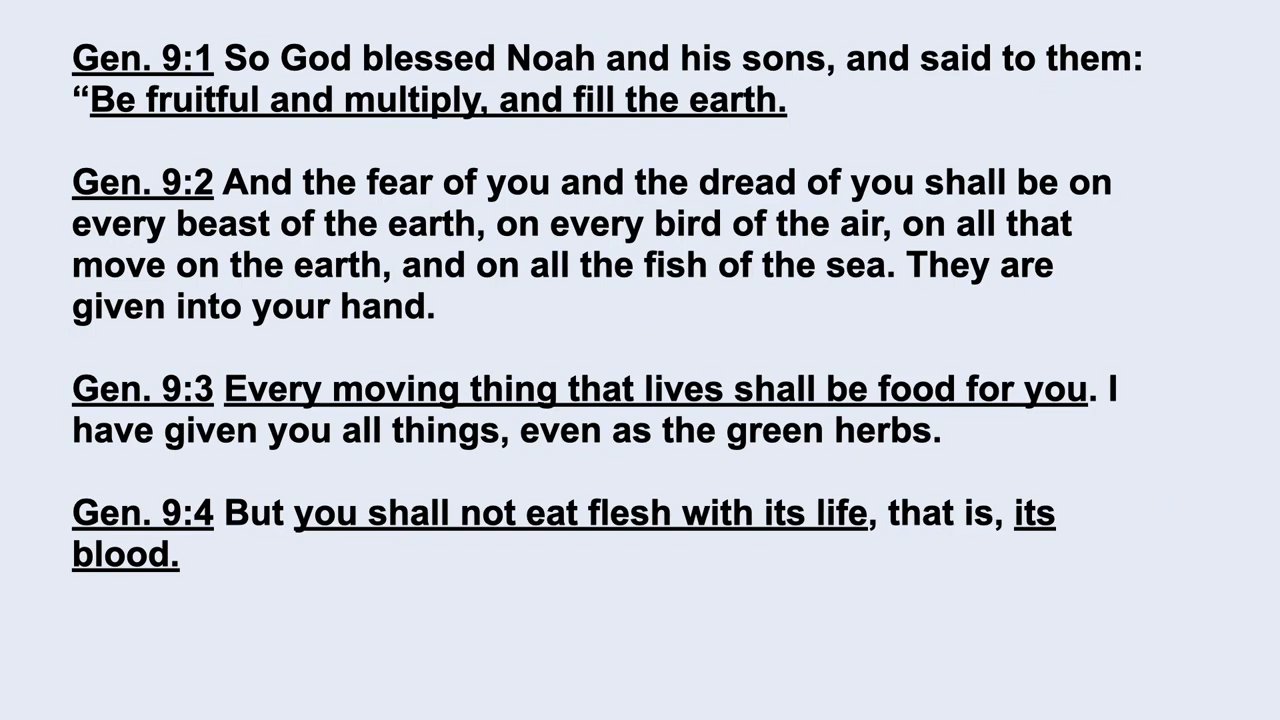 Gen. 9:1 So God blessed Noah and his sons, and said to them:
“Be fruitful and multiply, and fill the earth.
Gen. 9:2 And the fear of you and the dread of you shall be on
every beast of the earth, on every bird of the air, on all that
move on the earth, and on all the fish of the sea. They are
given into your hand.
Gen. 9:3 Every moving thing that lives shall be food for you. I
have given you all things, even as the green herbs.
Gen. 9:4 But you shall not eat flesh with its life, that is, its
blood.